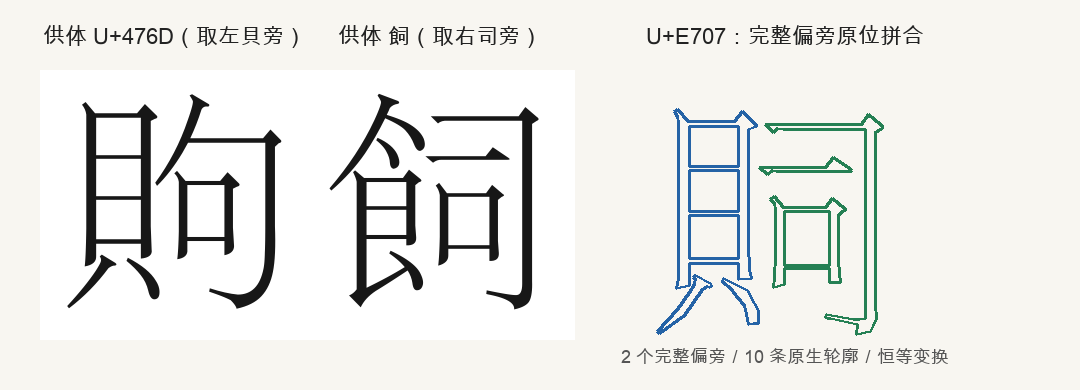 供体 U+476D（取左貝旁） 供体 飼（取右司旁） U+E707：完整偏旁原位拼合
䝭 飼 䝰
2 个完整偏旁 / 10 条原生轮廓 / 恒等变换